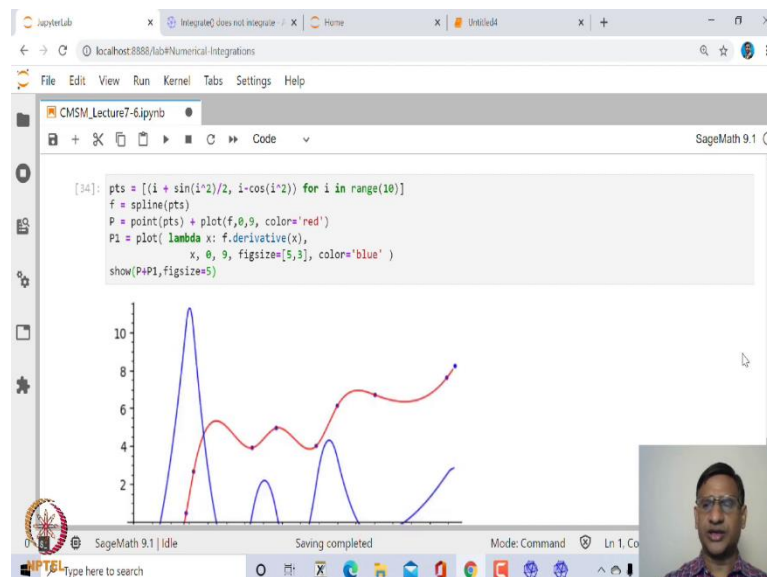 JupyterLab
Integrate() does not integrate - A
Home
Untitled4
localhost:8888/lab#Numerical-Integrations
File Edit View Run Kernel Tabs Settings Help
CMSM_Lecture7-6.ipynb
Code
SageMath 9.1
[34]: pts = [(i + sin(i^2)/2, i-cos(i^2)) for i in range(10)]
f = spline(pts)
P = point(pts) + plot(f,0,9, color='red')
P1 = plot( lambda x: f.derivative(x),
x, 0, 9, figsize=[5,3], color='blue' )
show(P+P1,figsize=5)
10
8
6
4
2
SageMath 9.1 | Idle
Saving completed
Mode: Command
Ln 1, Co
NPTEL
Type here to search